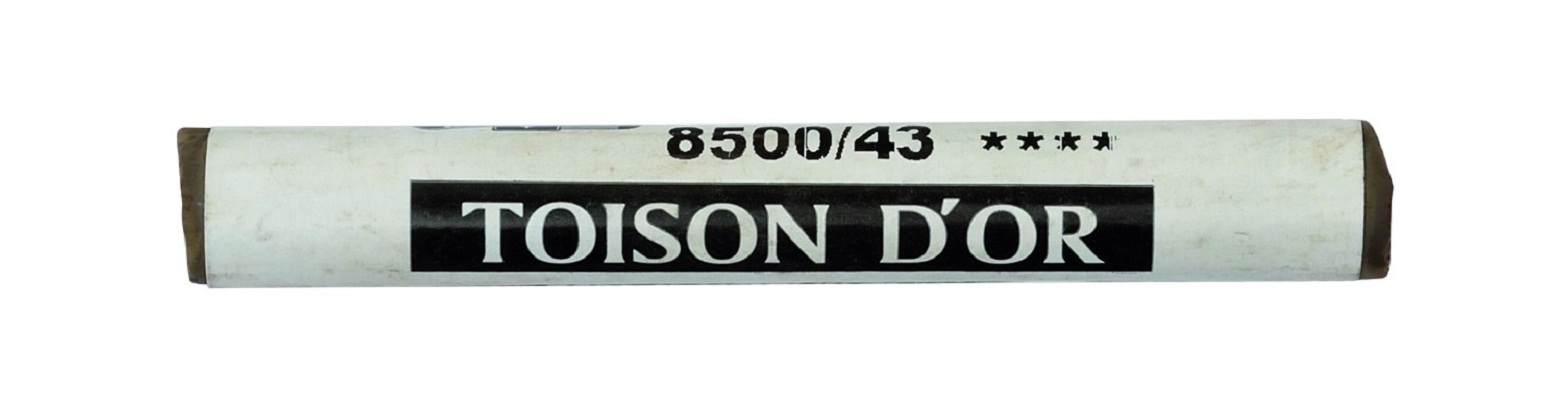 8500/43 ****
TOISON D'OR